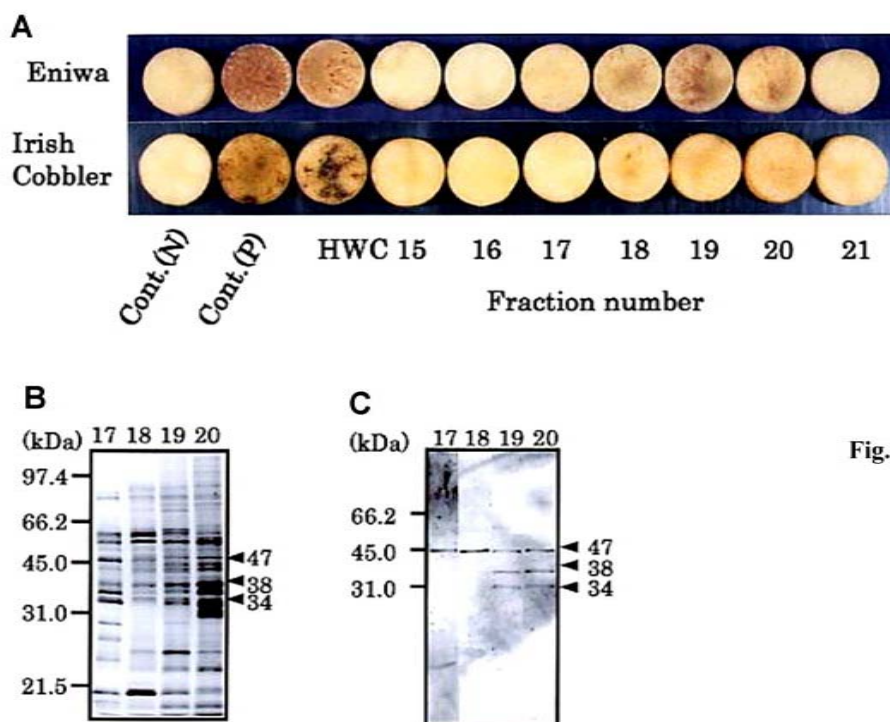 A
Eniwa
Irish
Cobbler
Cont.(N) Cont.(P) HWC 15 16 17 18 19 20 21
Fraction number
B
(kDa) 17 18 19 20
97.4
66.2
45.0
31.0
21.5
47
38
34
C
(kDa) 17 18 19 20
66.2
45.0
31.0
47
38
34
Fig.